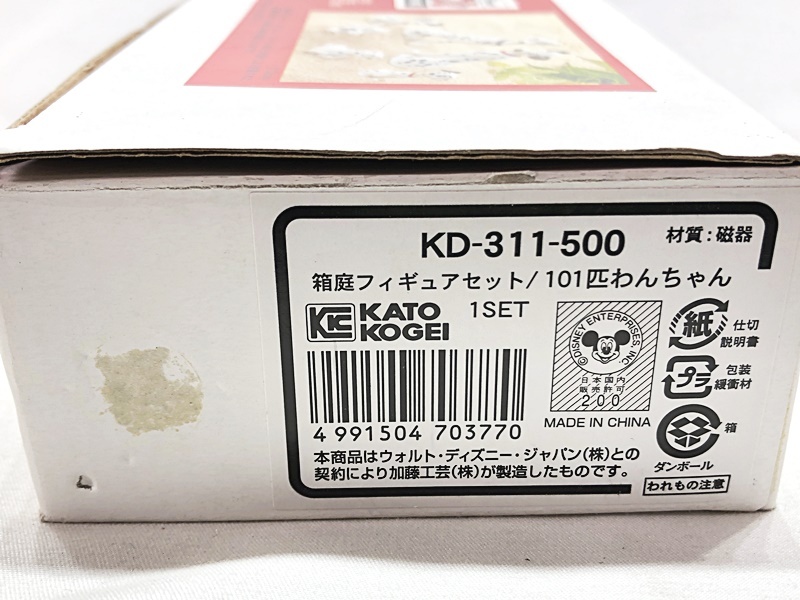 KD-311-500
材質:磁器
箱庭フィギュアセット/101匹わんちゃん
KC KATO KOGEI
1SET
©DISNEY ENTERPRISES, INC.
日本国内
販売許可
200
MADE IN CHINA
紙
仕切
説明書
プラ
包装
緩衝材
箱
ダンボール
4 991504 703770
本商品はウォルト・ディズニー・ジャパン(株)との
契約により加藤工芸(株)が製造したものです。
われもの注意